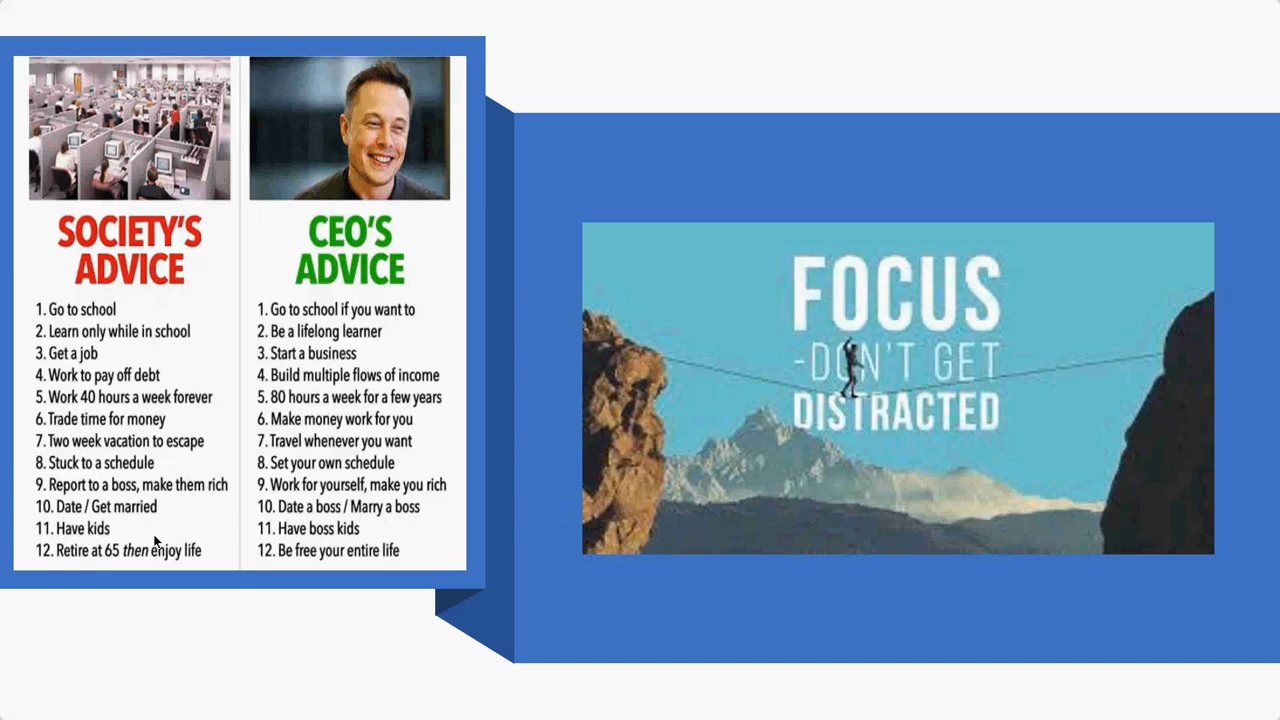 SOCIETY'S
ADVICE
1. Go to school
2. Learn only while in school
3. Get a job
4. Work to pay off debt
5. Work 40 hours a week forever
6. Trade time for money
7. Two week vacation to escape
8. Stuck to a schedule
9. Report to a boss, make them rich
10. Date / Get married
11. Have kids
12. Retire at 65 then enjoy life
CEO'S
ADVICE
1. Go to school if you want to
2. Be a lifelong learner
3. Start a business
4. Build multiple flows of income
5. 80 hours a week for a few years
6. Make money work for you
7. Travel whenever you want
8. Set your own schedule
9. Work for yourself, make you rich
10. Date a boss / Marry a boss
11. Have boss kids
12. Be free your entire life
FOCUS
-DON'T GET
DISTRACTED